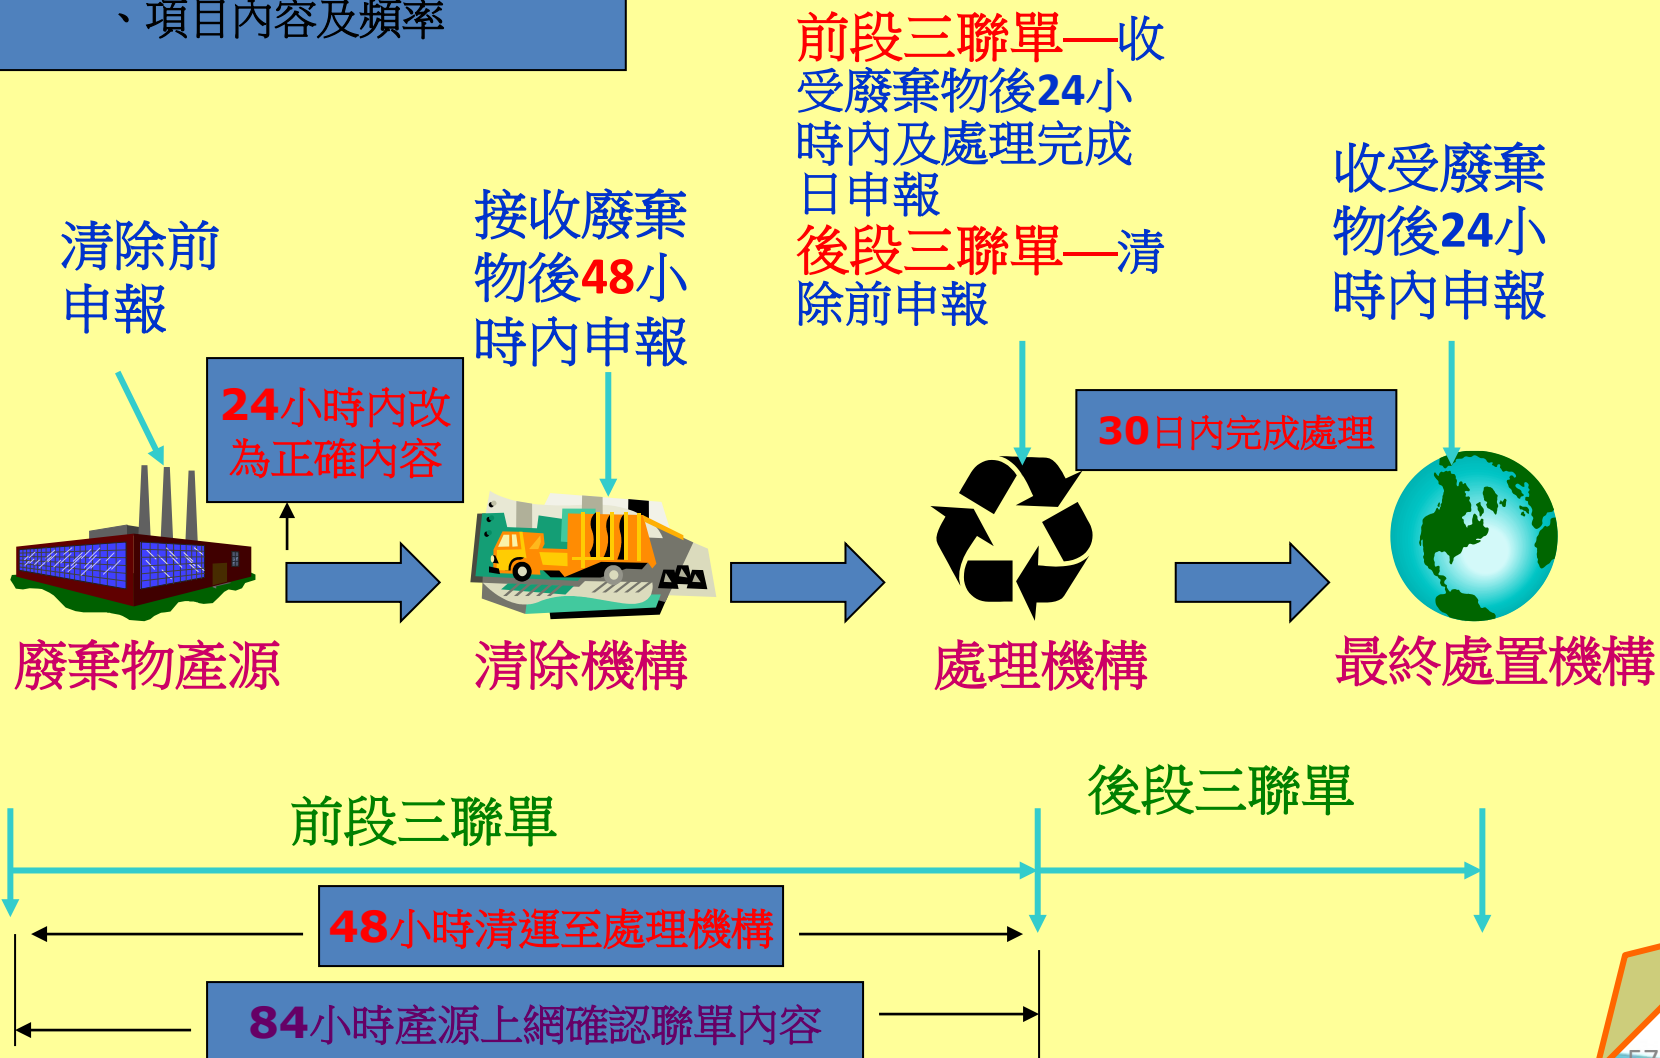 、項目內容及頻率
前段三聯單—收
受廢棄物後24小
時內及處理完成
日申報
後段三聯單—清
除前申報
收受廢棄
物後24小
時內申報
接收廢棄
物後48小
時內申報
清除前
申報
24小時內改
為正確內容
30日內完成處理
廢棄物產源
清除機構
處理機構
最終處置機構
前段三聯單
後段三聯單
48小時清運至處理機構
84小時產源上網確認聯單內容
57